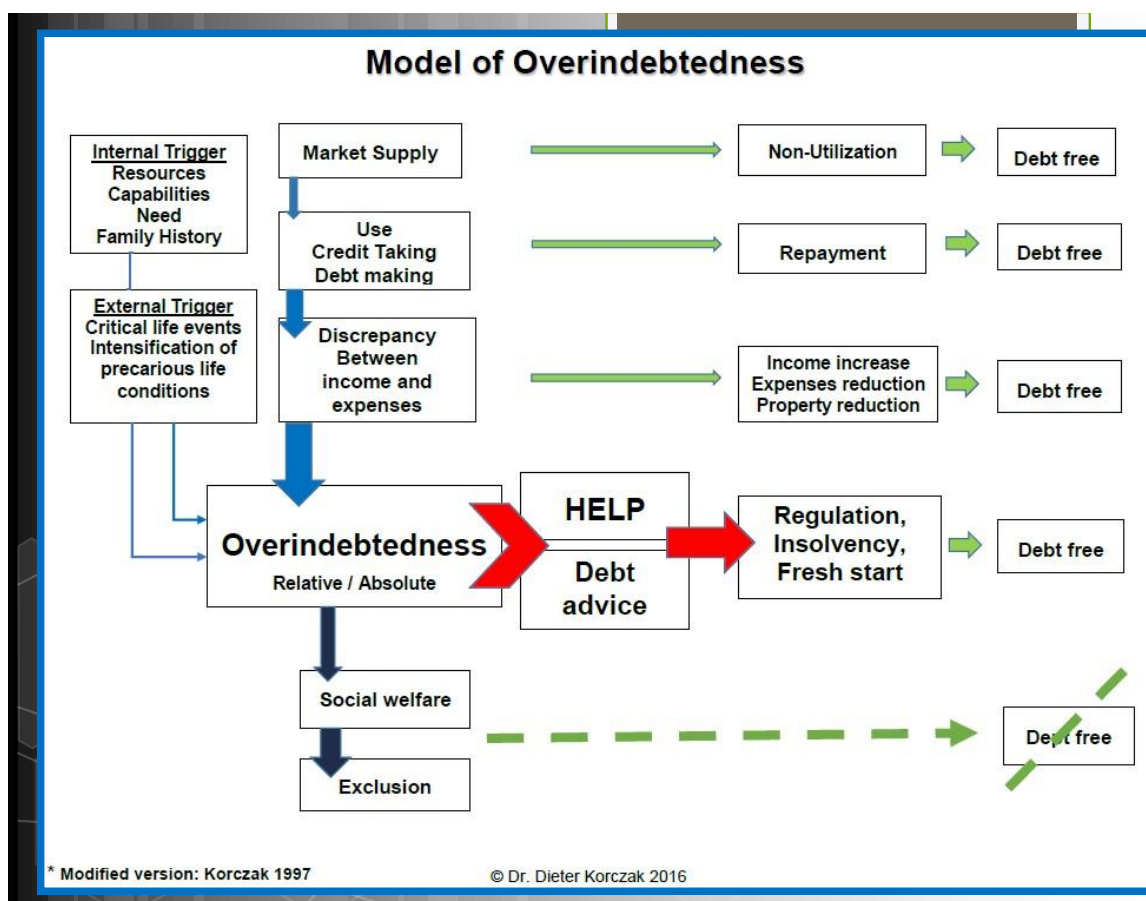 Model of Overindebtedness
Internal Trigger
Resources
Capabilities
Need
Family History
Market Supply
Non-Utilization
Debt free
Use
Credit Taking
Debt making
Repayment
Debt free
External Trigger
Critical life events
Intensification of
precarious life
conditions
Discrepancy
Between
income and
expenses
Income increase
Expenses reduction
Property reduction
Debt free
Overindebtedness
Relative / Absolute
HELP
Debt
advice
Regulation,
Insolvency,
Fresh start
Debt free
Social welfare
Exclusion
Dept free
* Modified version: Korczak 1997
© Dr. Dieter Korczak 2016